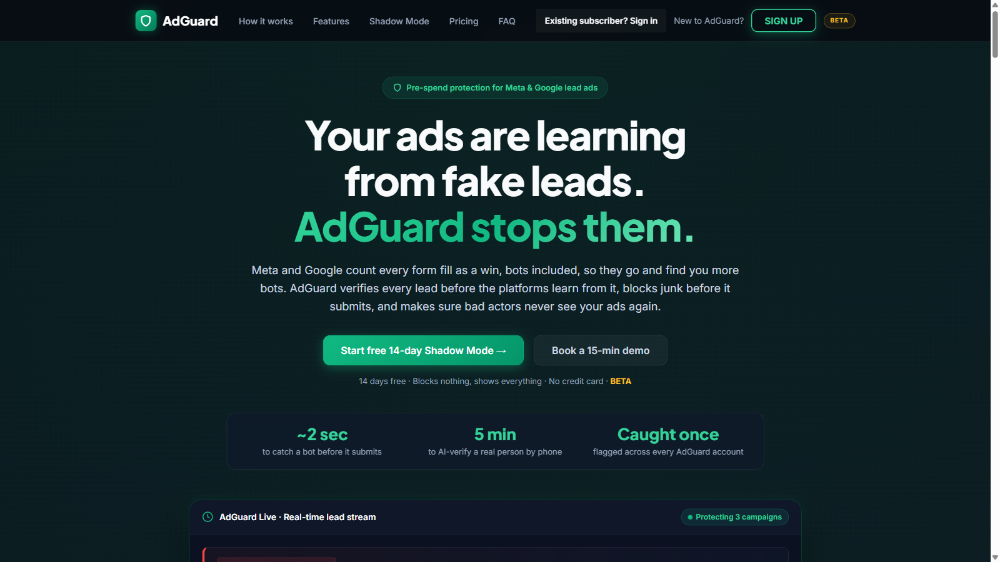 AdGuard
How it works
Features
Shadow Mode
Pricing
FAQ
Existing subscriber? Sign in
New to AdGuard?
SIGN UP
BETA
Pre-spend protection for Meta & Google lead ads
Your ads are learning
from fake leads.
AdGuard stops them.
Meta and Google count every form fill as a win, bots included, so they go and find you more
bots. AdGuard verifies every lead before the platforms learn from it, blocks junk before it
submits, and makes sure bad actors never see your ads again.
Start free 14-day Shadow Mode →
Book a 15-min demo
14 days free · Blocks nothing, shows everything · No credit card · BETA
~2 sec
to catch a bot before it submits
5 min
to AI-verify a real person by phone
Caught once
flagged across every AdGuard account
AdGuard Live · Real-time lead stream
Protecting 3 campaigns